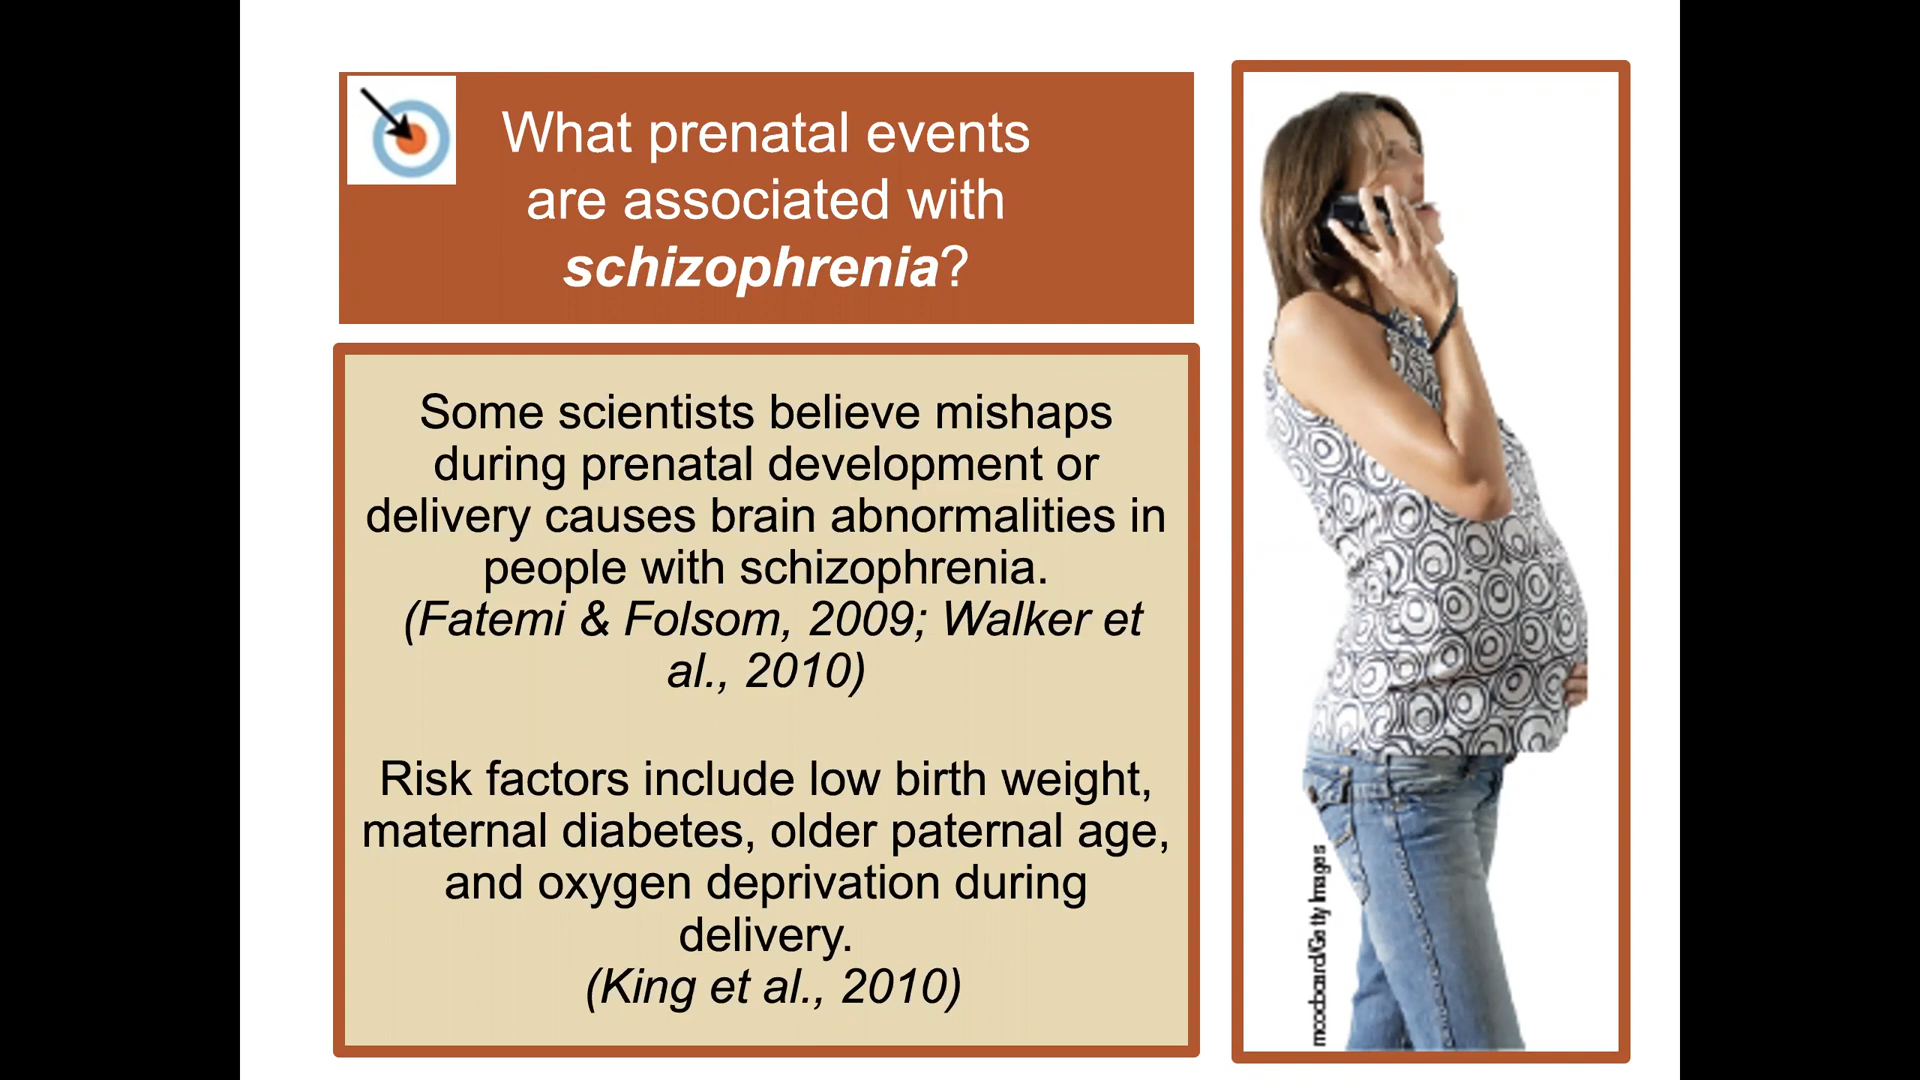 What prenatal events
are associated with
schizophrenia?
Some scientists believe mishaps
during prenatal development or
delivery causes brain abnormalities in
people with schizophrenia.
(Fatemi & Folsom, 2009; Walker et
al., 2010)
Risk factors include low birth weight,
maternal diabetes, older paternal age,
and oxygen deprivation during
delivery.
(King et al., 2010)
moodboard/Getty Images